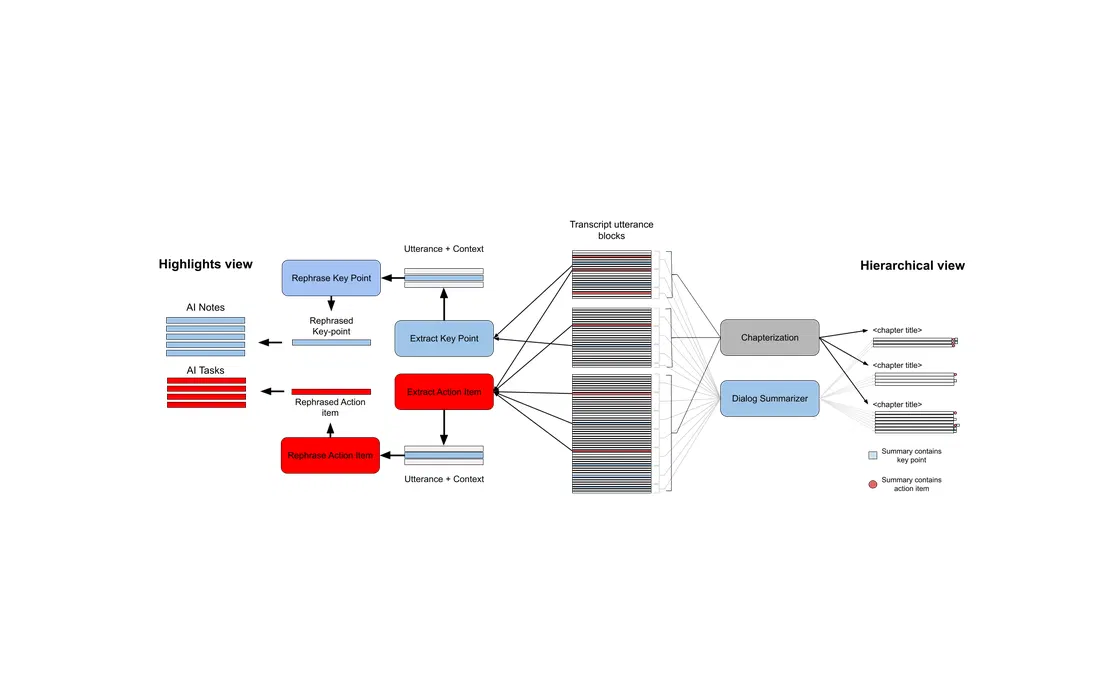 Transcript utterance
blocks
Utterance + Context
Highlights view
Hierarchical view
Rephrase Key Point
AI Notes
Rephrased
Key-point
Extract Key Point
Chapterization
<chapter title>
<chapter title>
AI Tasks
Extract Action Item
Dialog Summarizer
Rephrased Action
item
<chapter title>
Rephrase Action Item
Summary contains
key point
Utterance + Context
Summary contains
action item